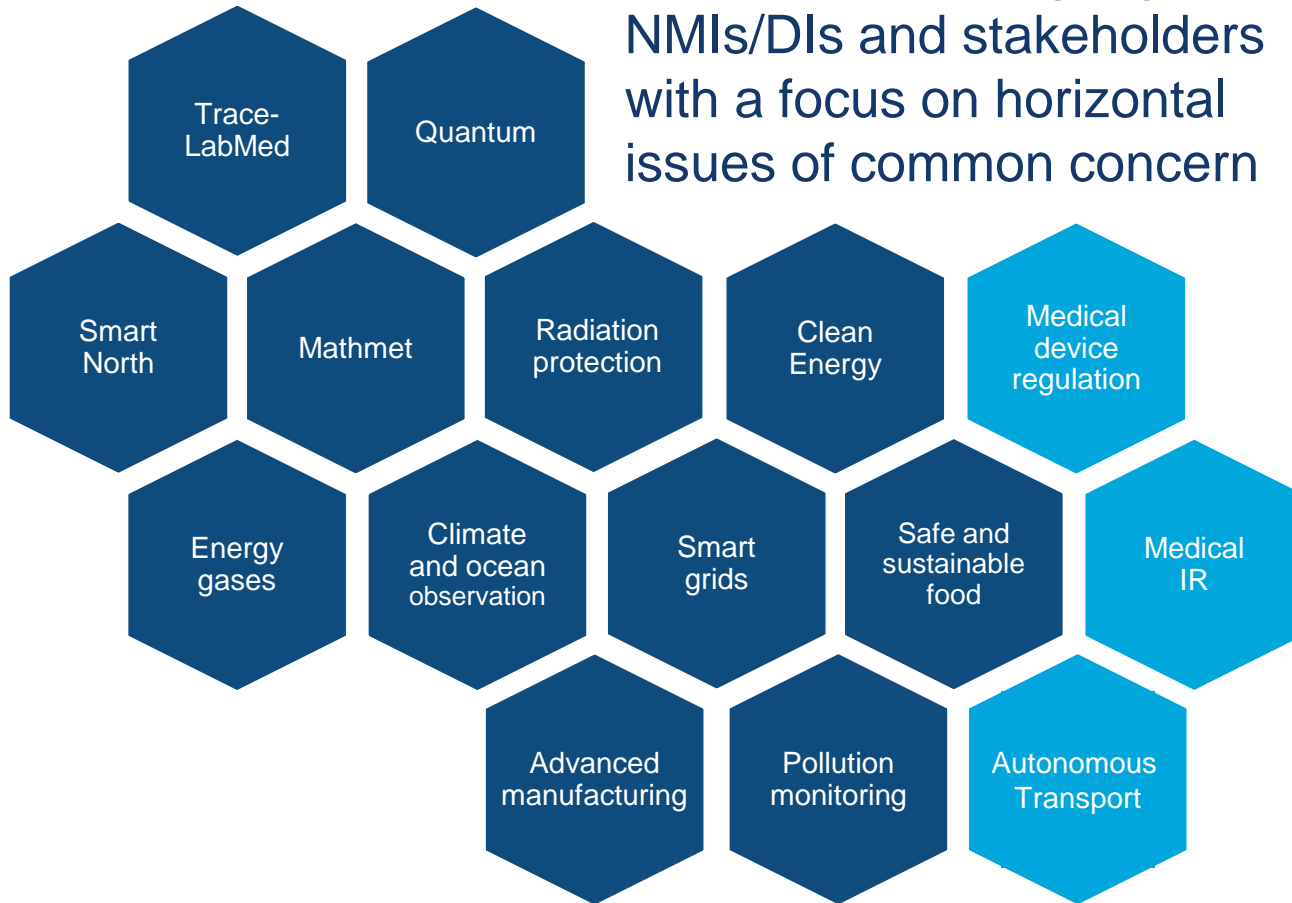 NMIs/DIs and stakeholders
with a focus on horizontal
issues of common concern
Trace-
LabMed
Quantum
Smart
North
Mathmet
Radiation
protection
Clean
Energy
Medical
device
regulation
Energy
gases
Climate
and ocean
observation
Smart
grids
Safe and
sustainable
food
Medical
IR
Advanced
manufacturing
Pollution
monitoring
Autonomous
Transport